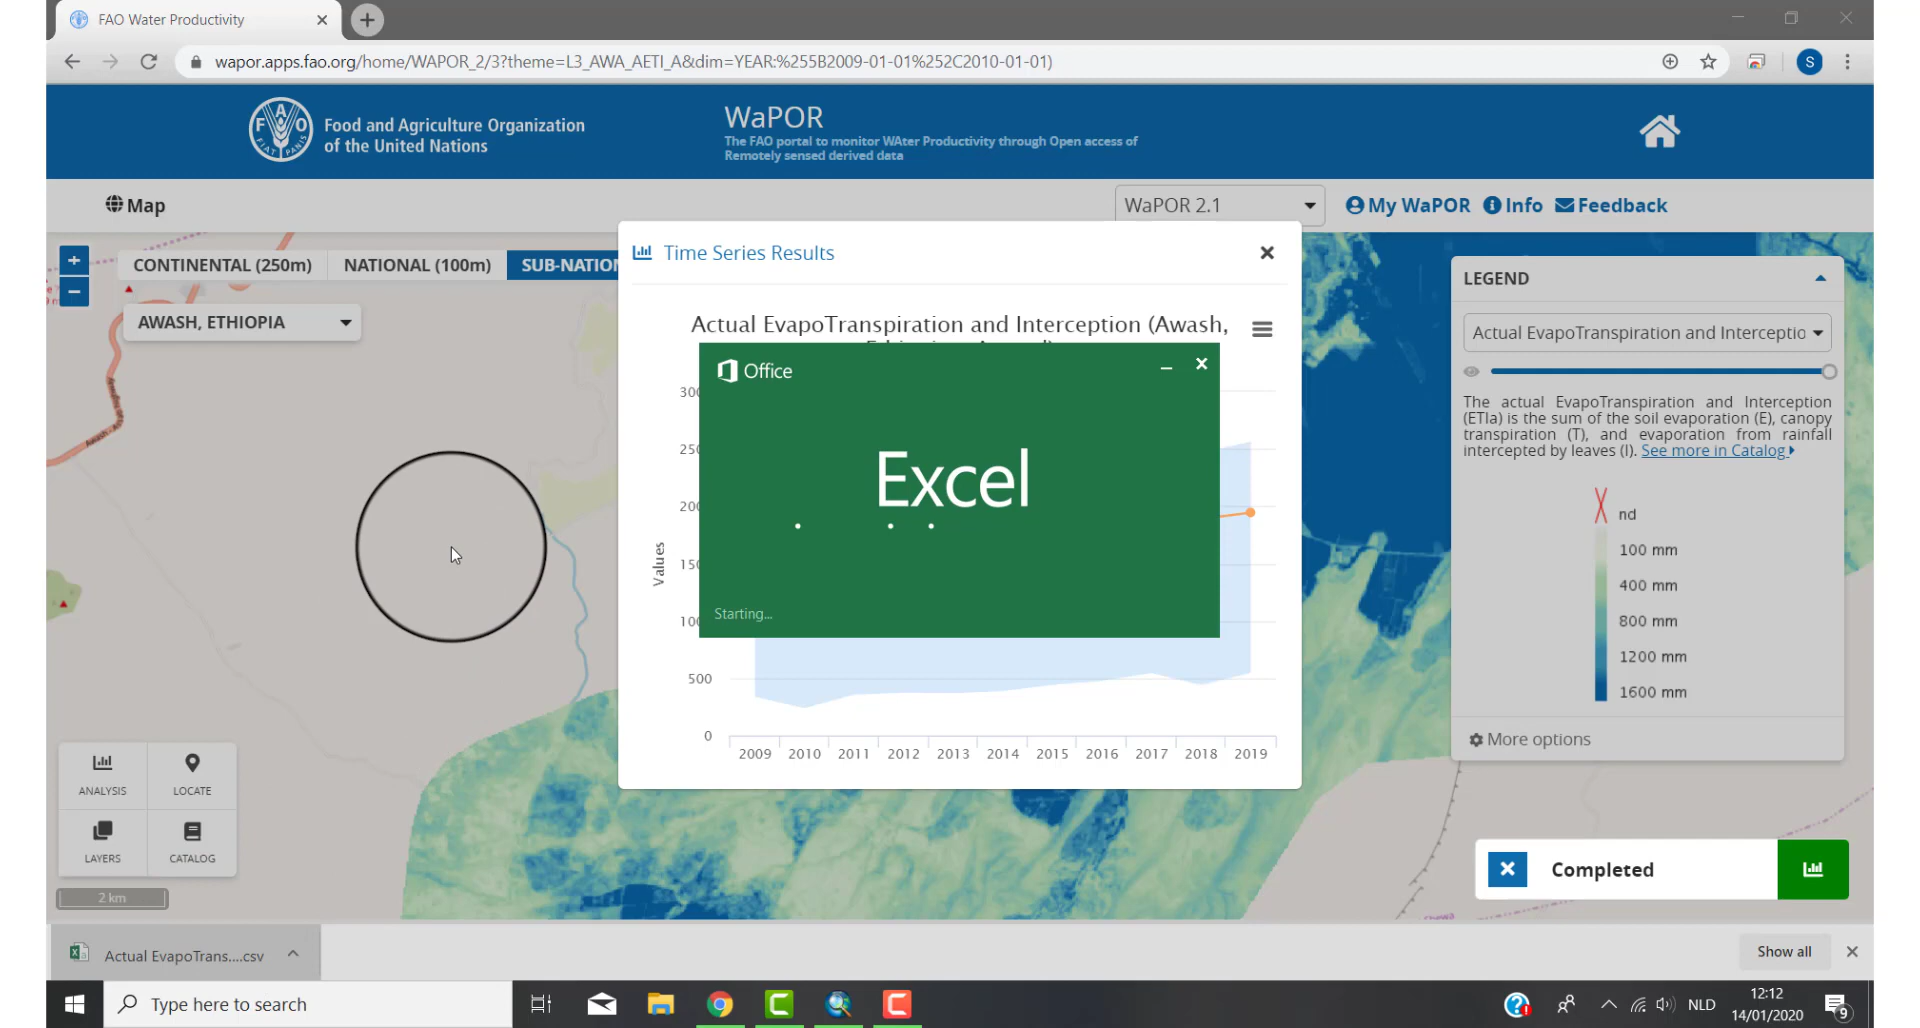 FAO Water Productivity
wapor.apps.fao.org/home/WAPOR_2/3?theme=L3_AWA_AETI_A&dim=YEAR:%255B2009-01-01%252C2010-01-01)
S
FAO
FIAT PANIS
Food and Agriculture Organization
of the United Nations
WaPOR
The FAO portal to monitor WAter Productivity through Open access of
Remotely sensed derived data
Map
WaPOR 2.1
My WaPOR
Info
Feedback
+
−
CONTINENTAL (250m)
NATIONAL (100m)
SUB-NATION
AWASH, ETHIOPIA
Time Series Results
Actual EvapoTranspiration and Interception (Awash,
Office
Excel
Starting...
Values
500
0
2009 2010 2011 2012 2013 2014 2015 2016 2017 2018 2019
LEGEND
Actual EvapoTranspiration and Interceptio
The actual EvapoTranspiration and Interception
(ETIa) is the sum of the soil evaporation (E), canopy
transpiration (T), and evaporation from rainfall
intercepted by leaves (I). See more in Catalog
nd
100 mm
400 mm
800 mm
1200 mm
1600 mm
More options
ANALYSIS
LOCATE
LAYERS
CATALOG
2 km
Completed
Actual EvapoTrans....csv
Show all
Type here to search
NLD
12:12
14/01/2020
9